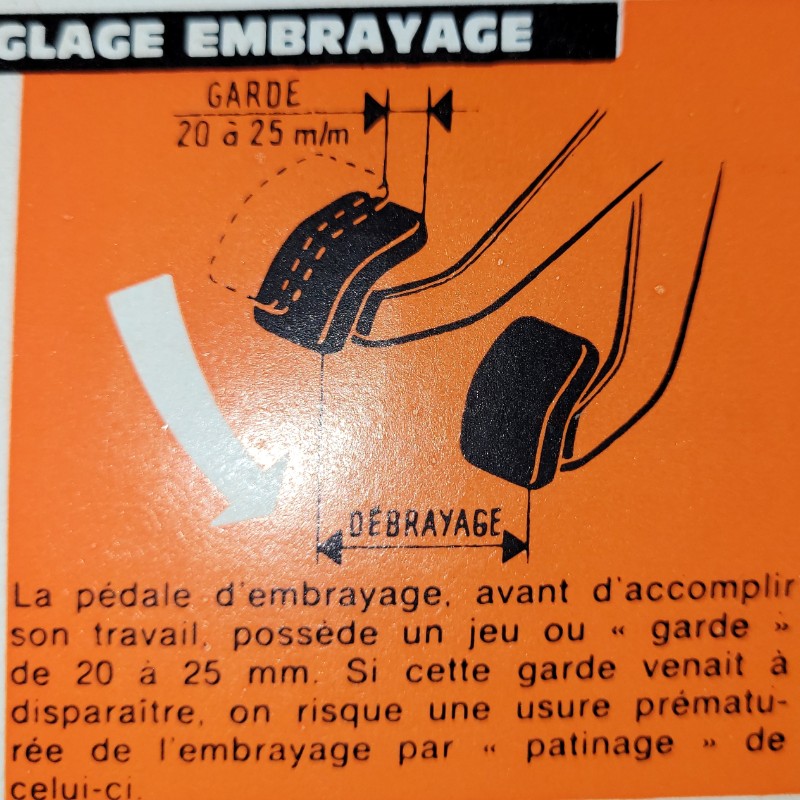 GLAGE EMBRAYAGE
GARDE
20 à 25 m/m
DÉBRAYAGE
La pédale d'embrayage, avant d'accomplir
son travail, possède un jeu ou « garde »
de 20 à 25 mm. Si cette garde venait à
disparaître, on risque une usure prématu-
rée de l'embrayage par « patinage » de
celui-ci.